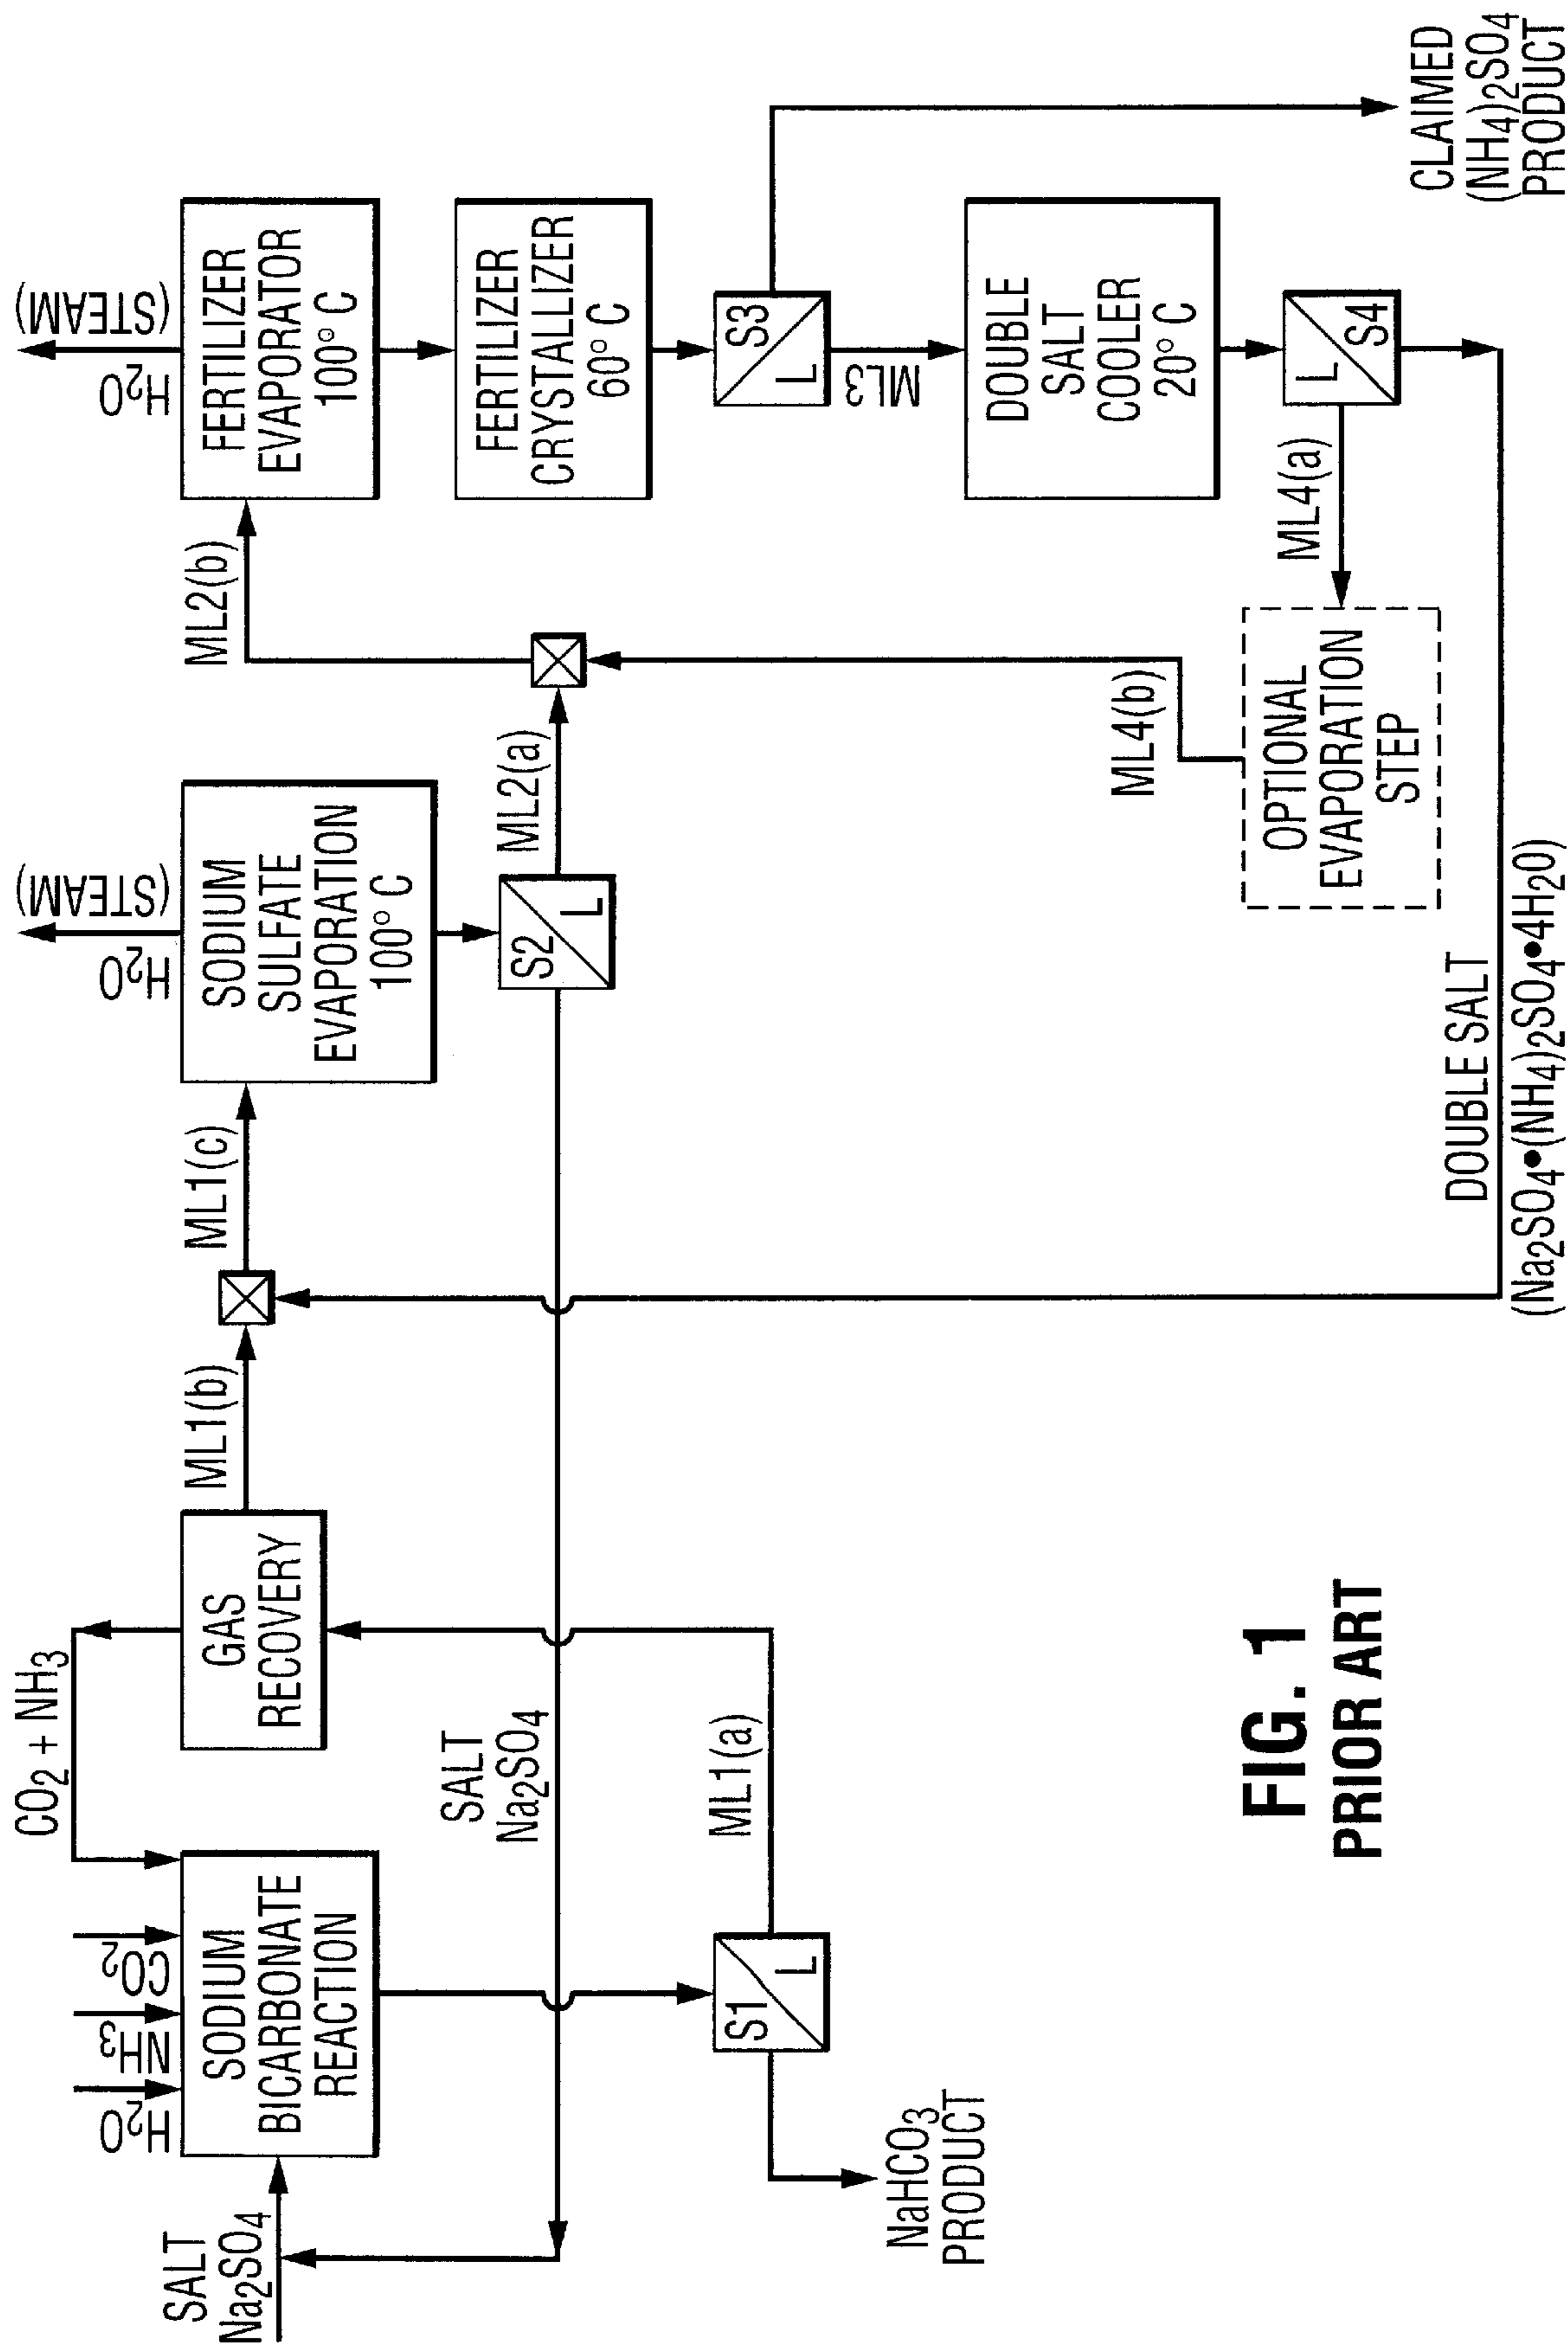 SALT
Na2SO4
H2O
NH3
CO2
CO2 + NH3
SODIUM
BICARBONATE
REACTION
S1
L
NaHCO3
PRODUCT
ML1(a)
GAS
RECOVERY
ML1(b)
SALT
Na2SO4
ML1(c)
H2O
(STEAM)
SODIUM
SULFATE
EVAPORATION
100° C
S2
L
ML2(a)
ML2(b)
H2O
(STEAM)
FERTILIZER
EVAPORATOR
100° C
FERTILIZER
CRYSTALLIZER
60° C
S3
L
ML3
CLAIMED
(NH4)2SO4
PRODUCT
DOUBLE
SALT
COOLER
20° C
L
S4
ML4(a)
OPTIONAL
EVAPORATION
STEP
ML4(b)
DOUBLE SALT
(Na2SO4•(NH4)2SO4•4H2O)
FIG. 1
PRIOR ART